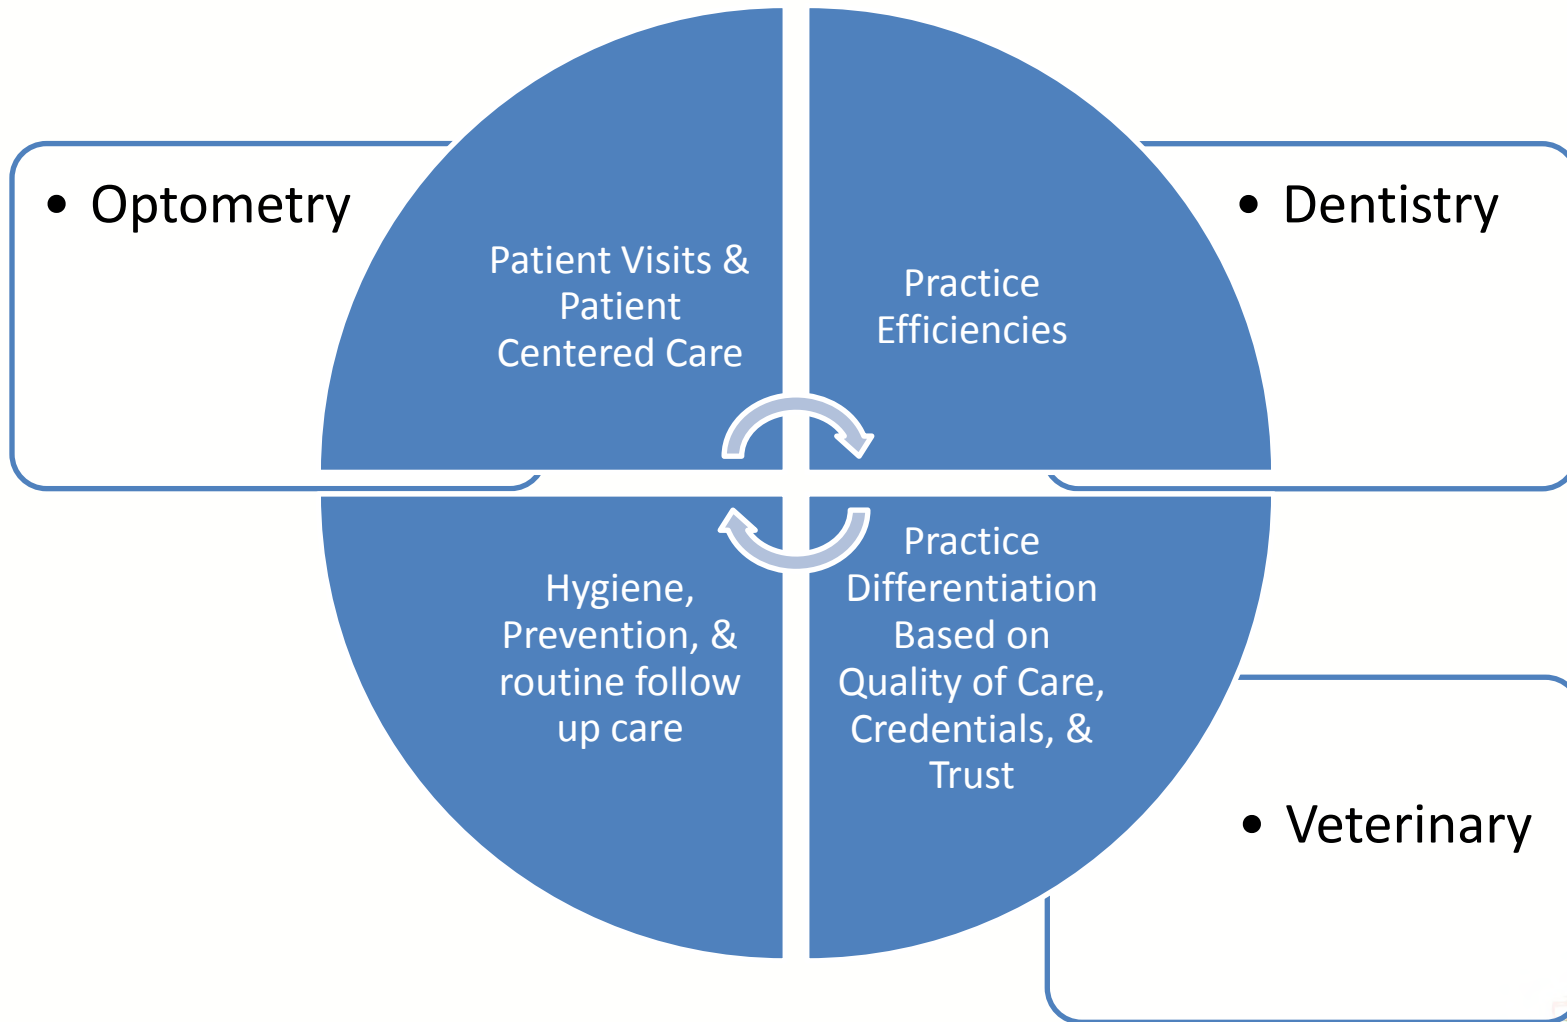 • Optometry
Patient Visits &
Patient
Centered Care
Practice
Efficiencies
• Dentistry
Hygiene,
Prevention, &
routine follow
up care
Practice
Differentiation
Based on
Quality of Care,
Credentials, &
Trust
• Veterinary